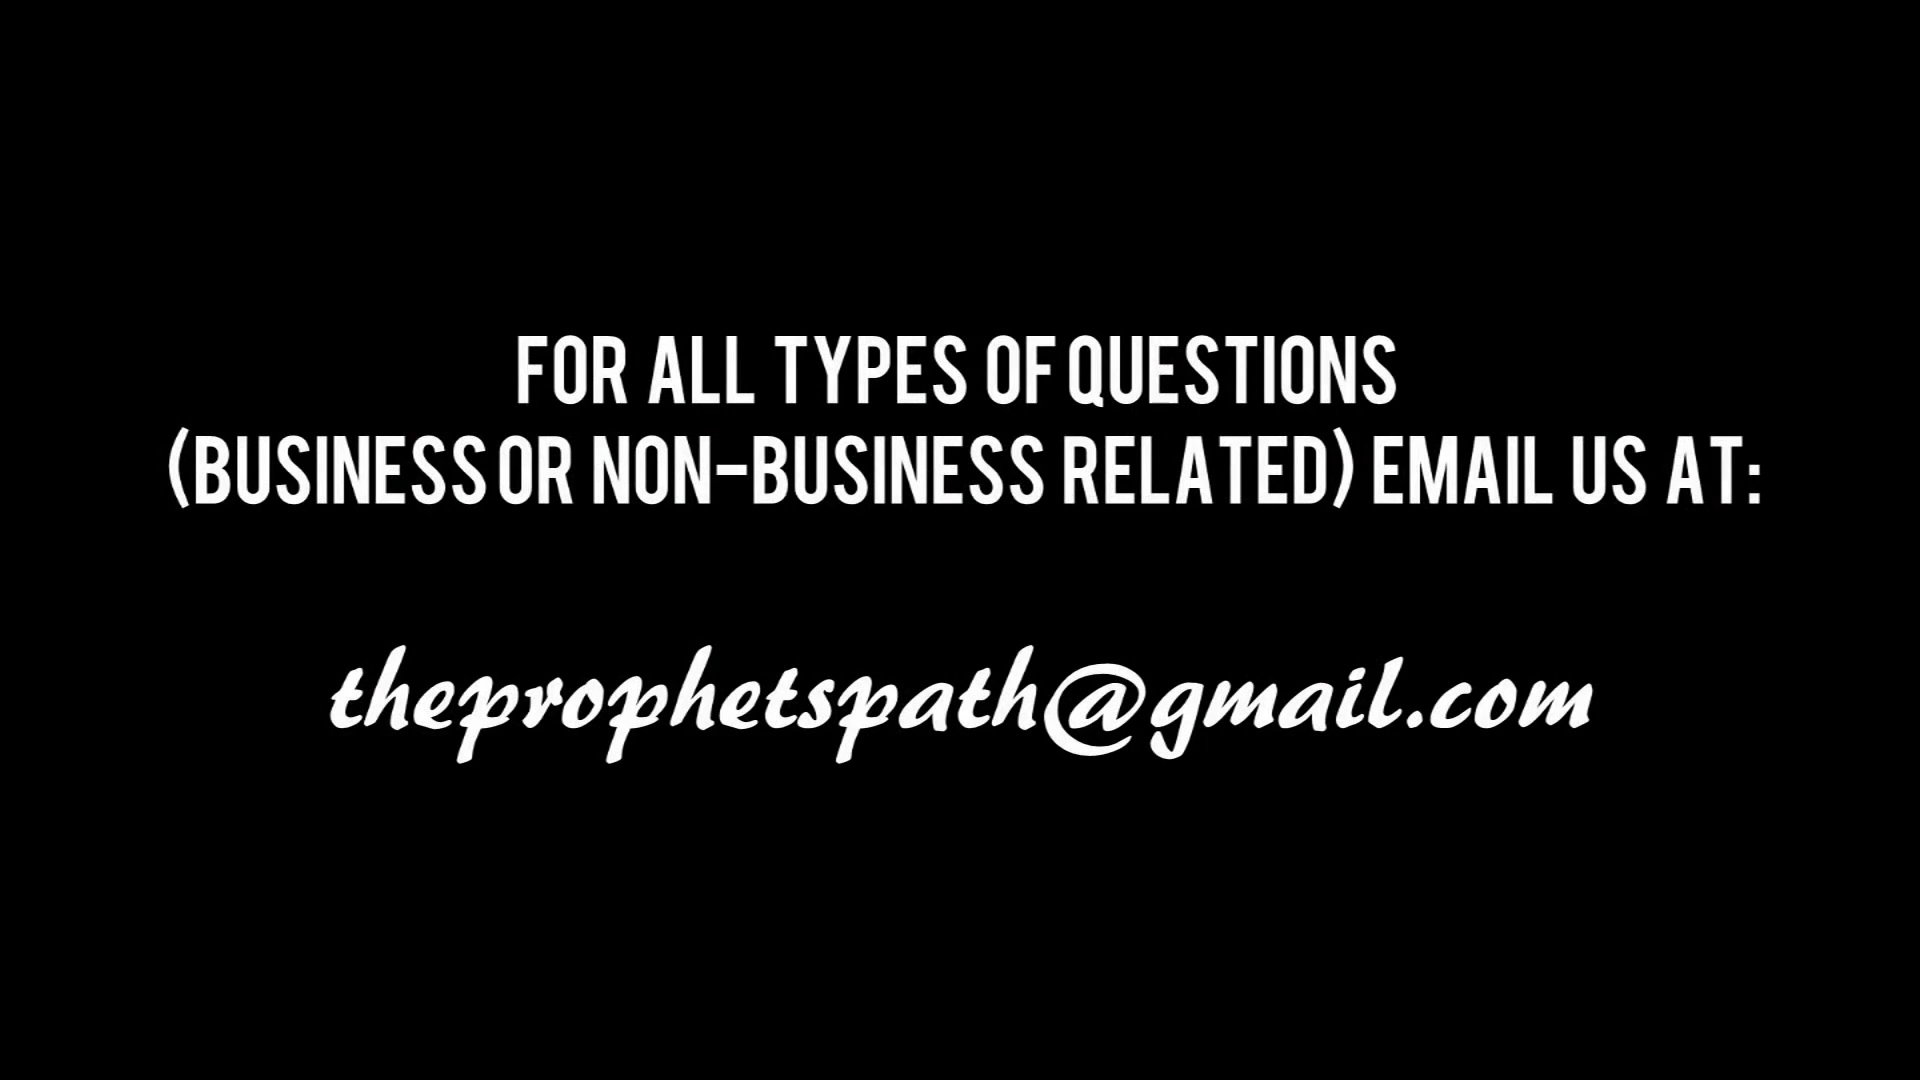 FOR ALL TYPES OF QUESTIONS
(BUSINESS OR NON-BUSINESS RELATED) EMAIL US AT:
theprophetspath@gmail.com